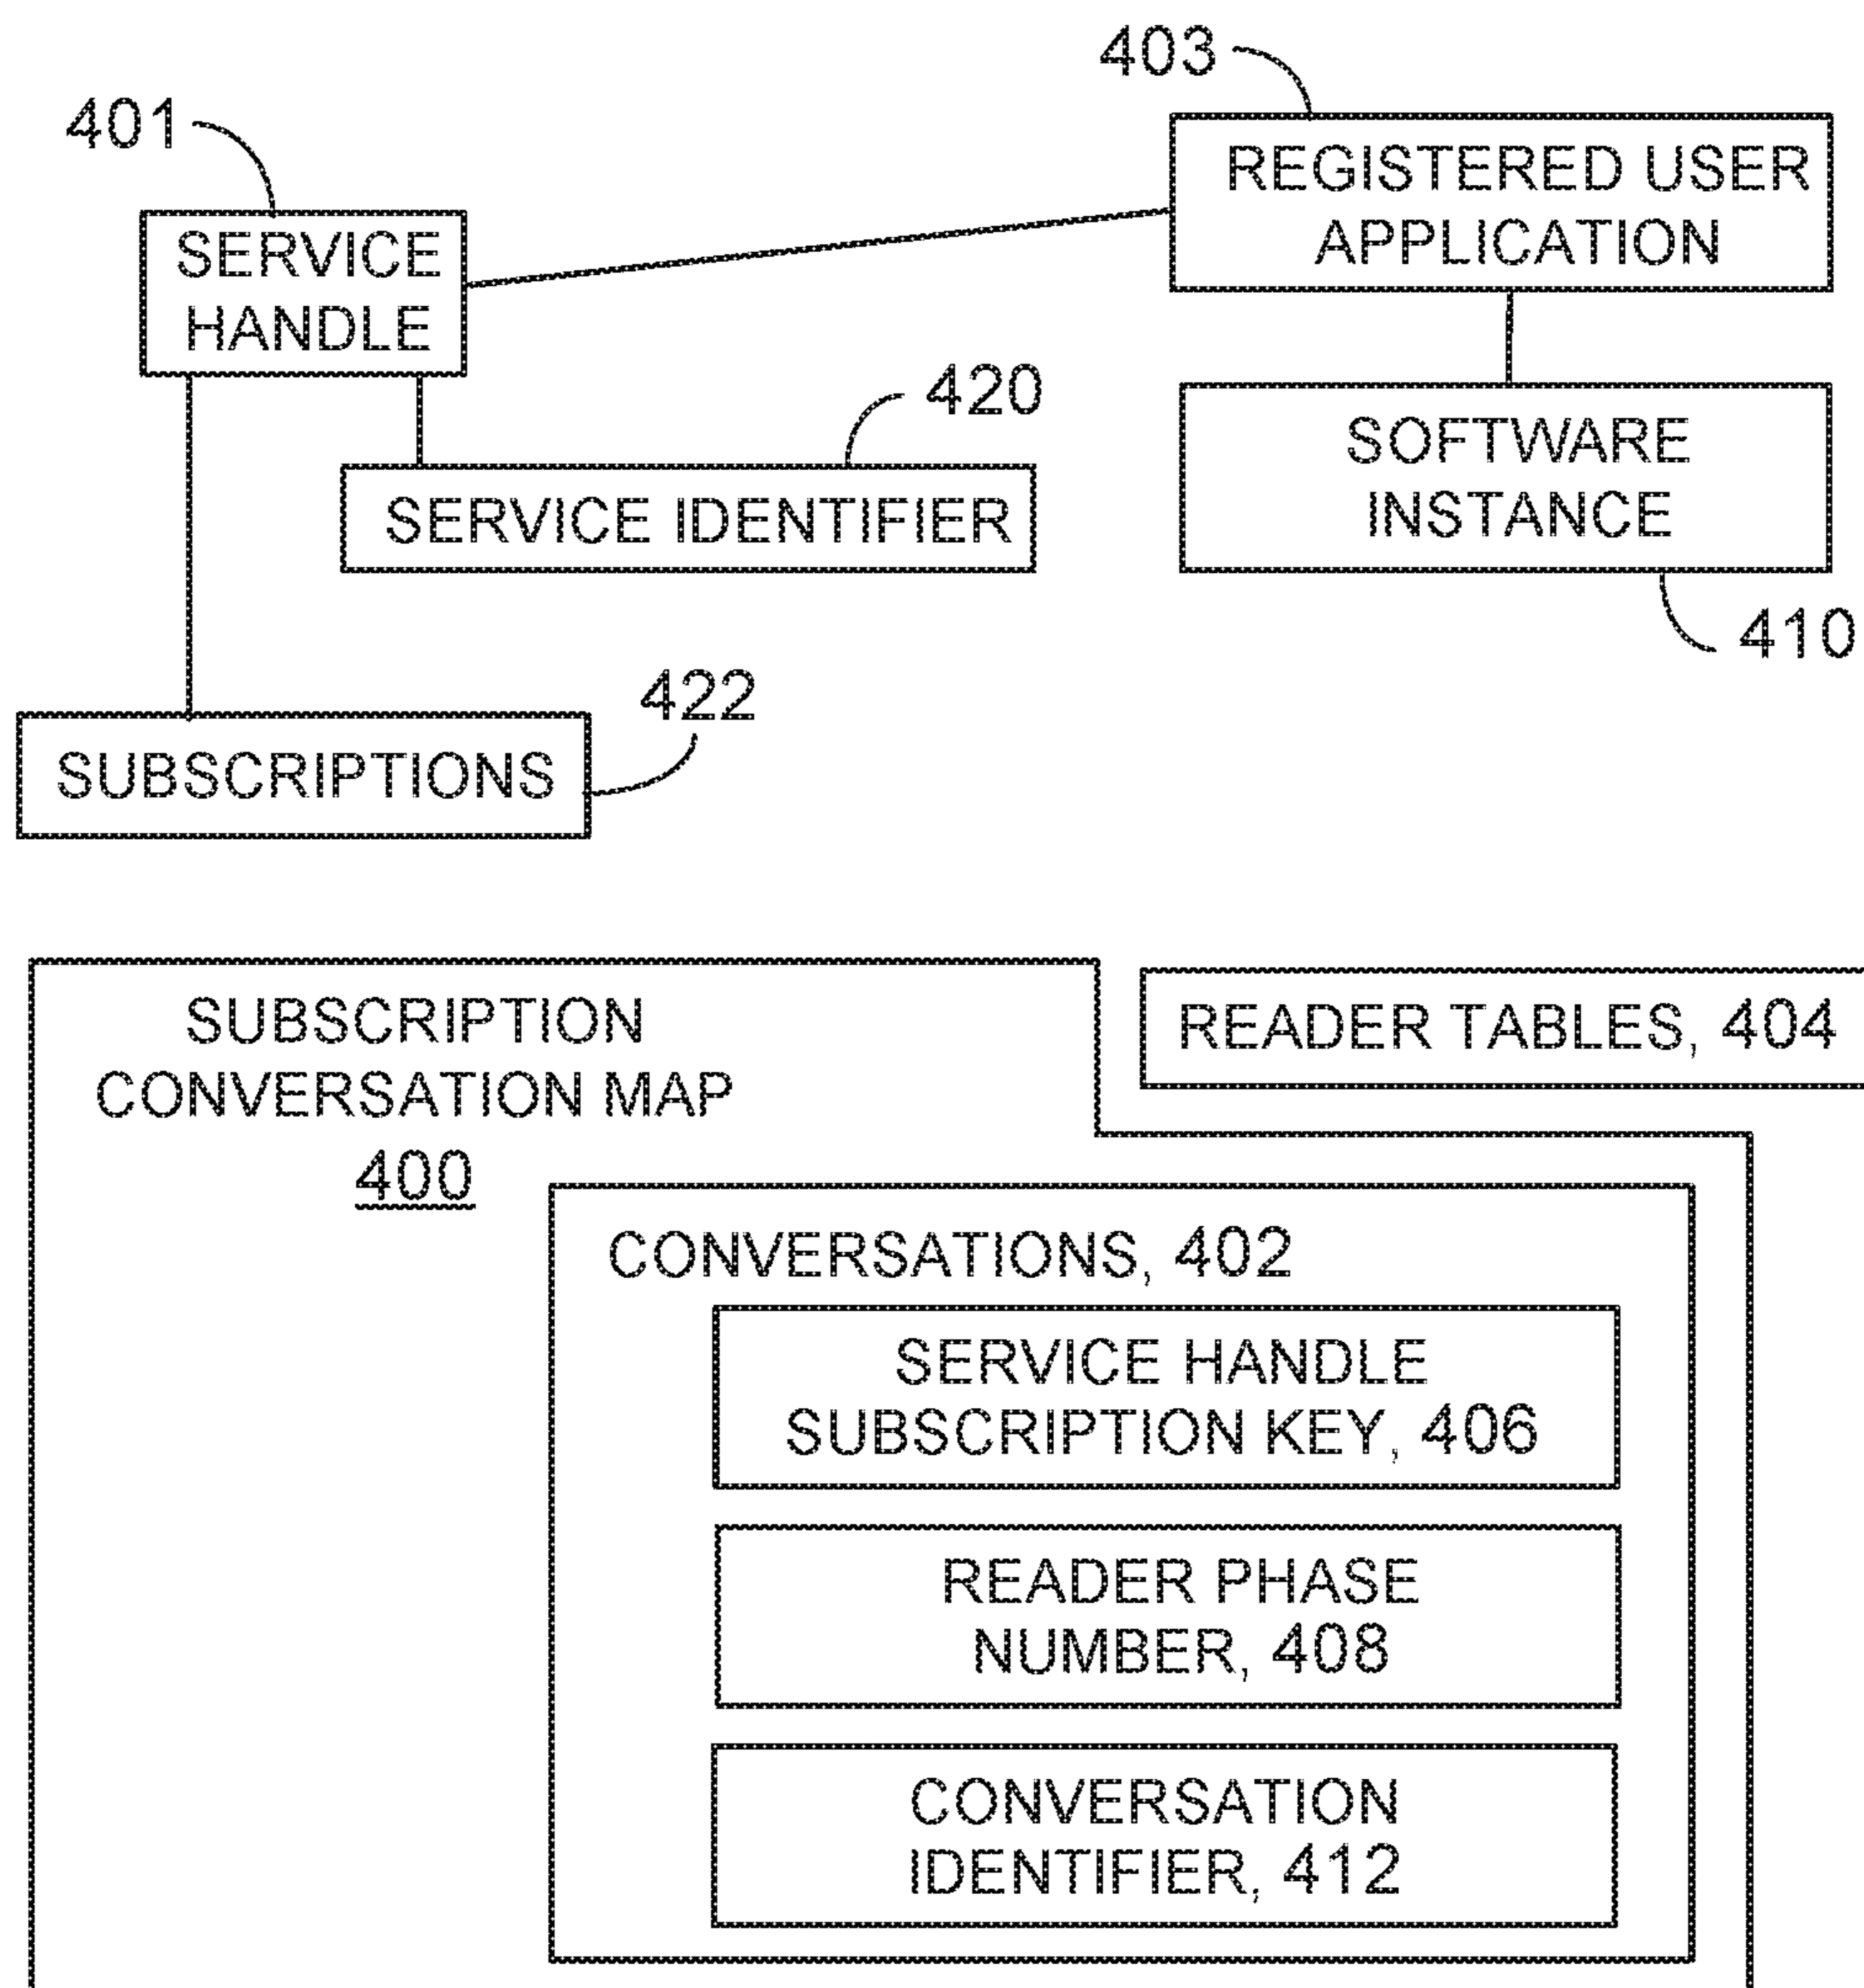 403
401
REGISTERED USER
APPLICATION
SERVICE
HANDLE
420
SERVICE IDENTIFIER
SOFTWARE
INSTANCE
410
422
SUBSCRIPTIONS
SUBSCRIPTION
CONVERSATION MAP
400
READER TABLES, 404
CONVERSATIONS, 402
SERVICE HANDLE
SUBSCRIPTION KEY, 406
READER PHASE
NUMBER, 408
CONVERSATION
IDENTIFIER, 412